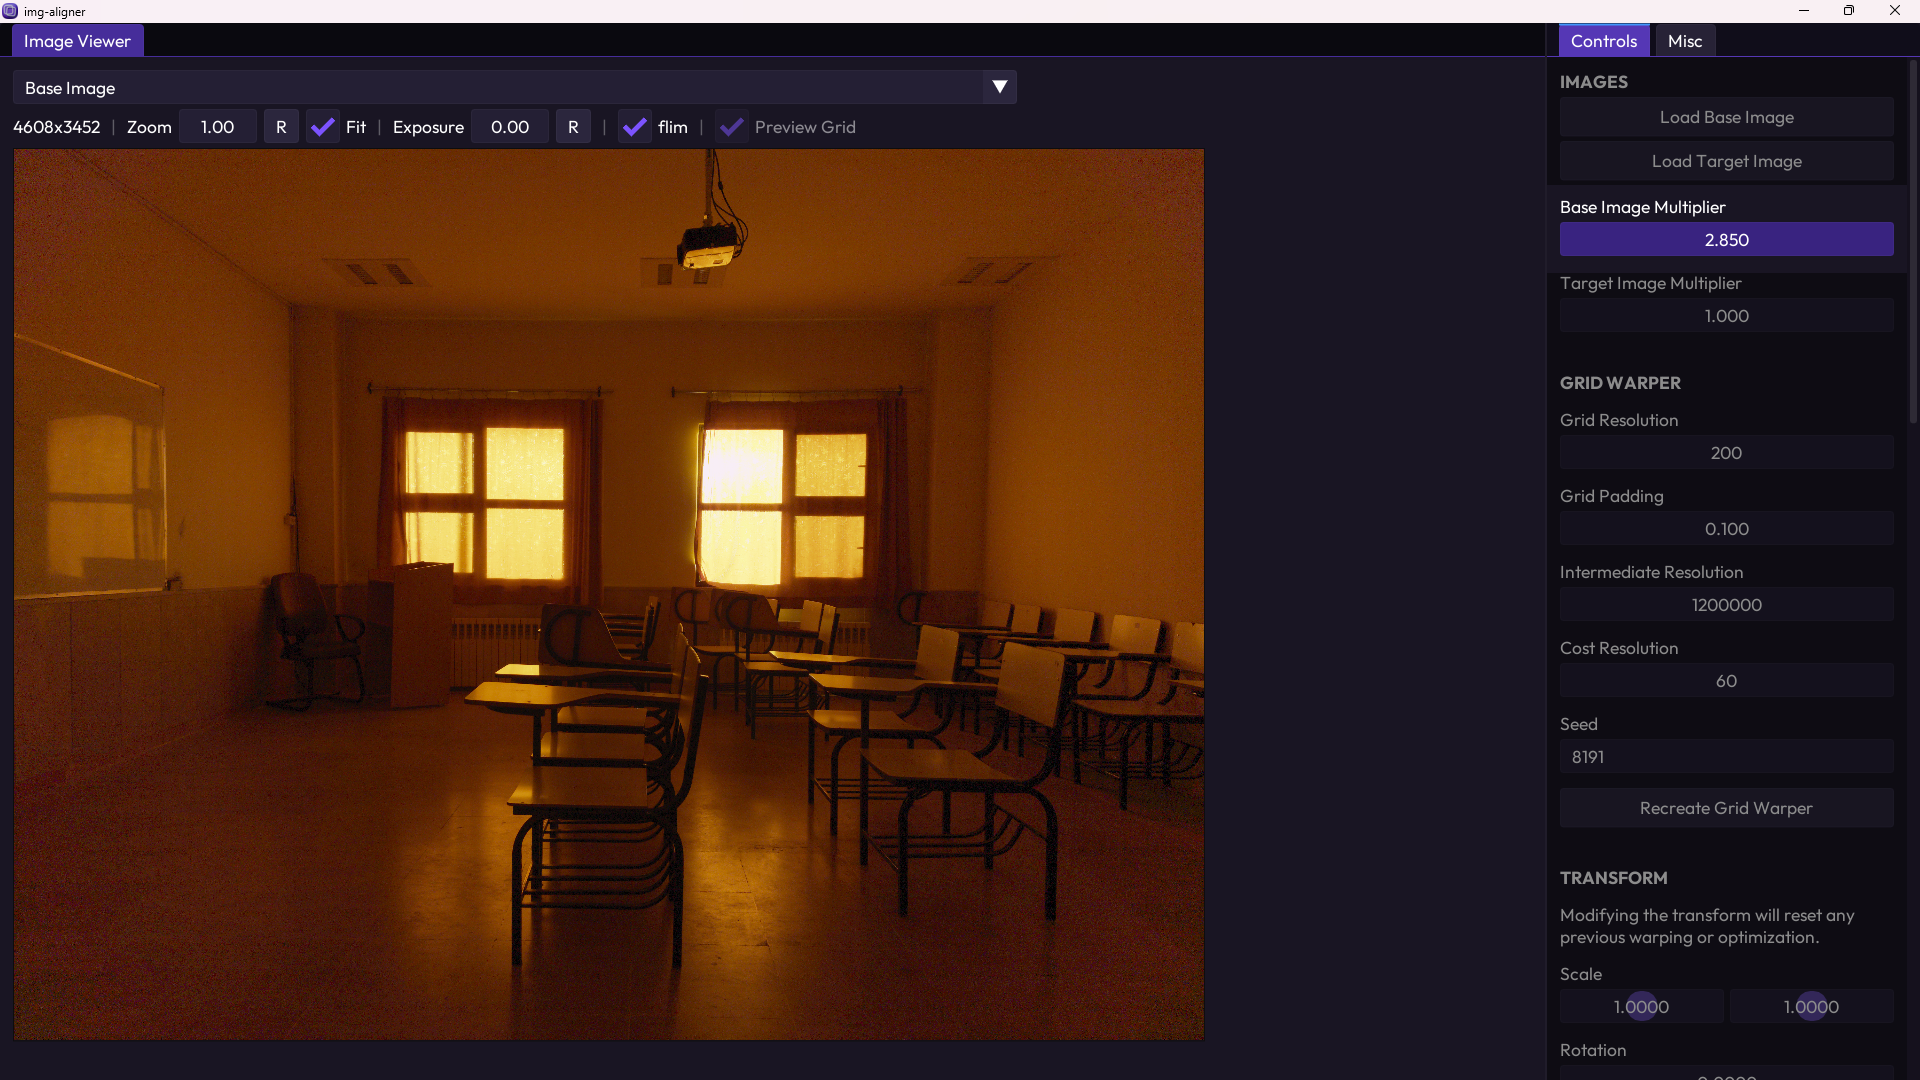 img-aligner
Image Viewer
Base Image
4608x3452 | Zoom 1.00 R Fit | Exposure 0.00 R | flim | Preview Grid
Controls Misc
IMAGES
Load Base Image
Load Target Image
Base Image Multiplier
2.850
Target Image Multiplier
1.000
GRID WARPER
Grid Resolution
200
Grid Padding
0.100
Intermediate Resolution
1200000
Cost Resolution
60
Seed
8191
Recreate Grid Warper
TRANSFORM
Modifying the transform will reset any
previous warping or optimization.
Scale
1.0000 1.0000
Rotation